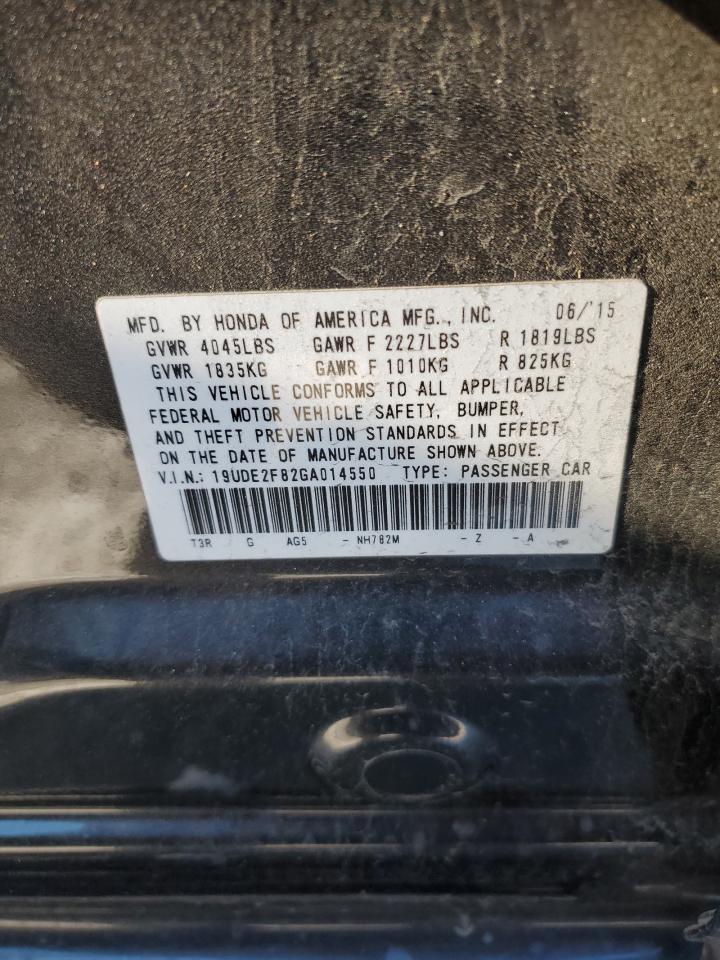 MFD. BY HONDA OF AMERICA MFG., INC. 06/'15
GVWR 4045LBS GAWR F 2227LBS R 1819LBS
GVWR 1835KG GAWR F 1010KG R 825KG
THIS VEHICLE CONFORMS TO ALL APPLICABLE
FEDERAL MOTOR VEHICLE SAFETY, BUMPER,
AND THEFT PREVENTION STANDARDS IN EFFECT
ON THE DATE OF MANUFACTURE SHOWN ABOVE.
V.I.N.: 19UDE2F82GA014550 TYPE: PASSENGER CAR
T3R G AG5 - NH782M - Z - A